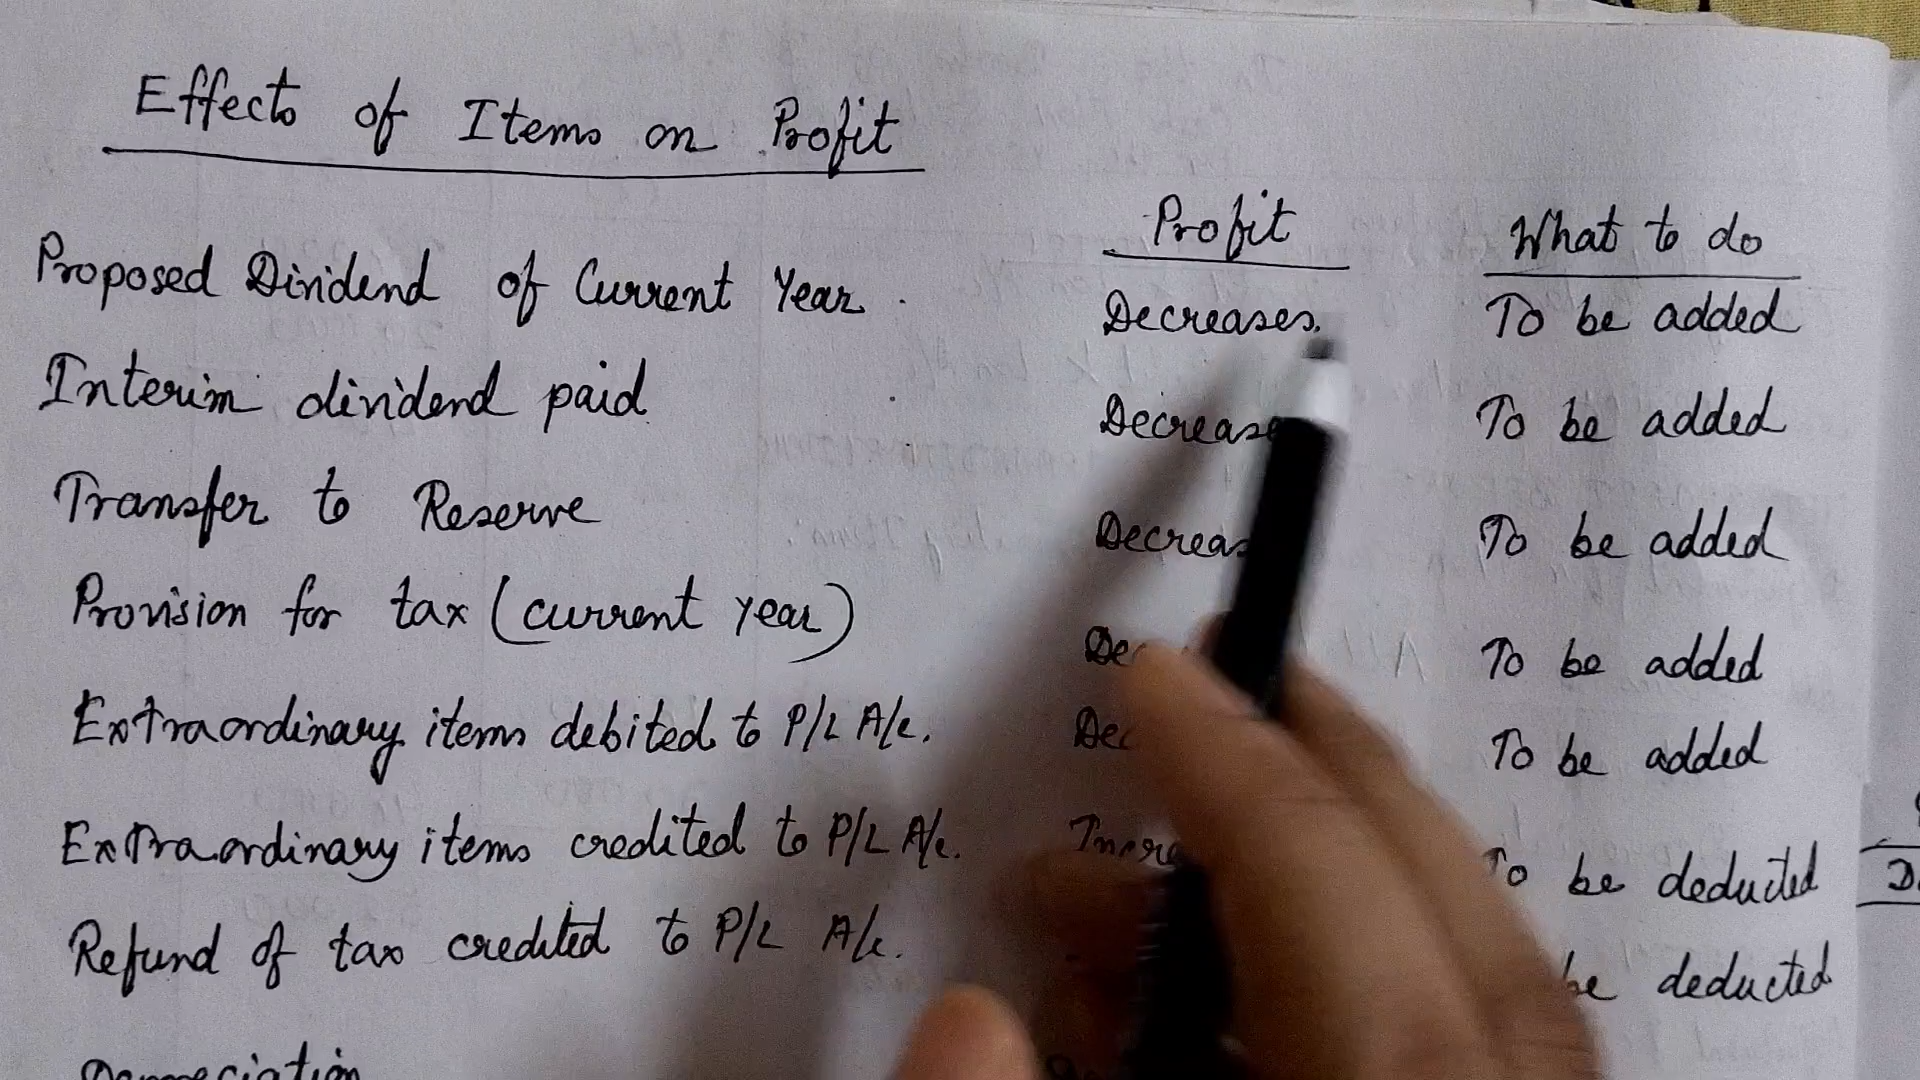 Effects of Items on Profit
Profit What to do
Proposed Dividend of Current Year. Decreases. To be added
Interim dividend paid To be added
Transfer to Reserve To be added
Provision for tax (current year) To be added
Extraordinary items debited to P/L A/c. To be added
Extraordinary items credited to P/L A/c. To be deducted
Refund of tax credited to P/L A/c. be deducted
Depreciation